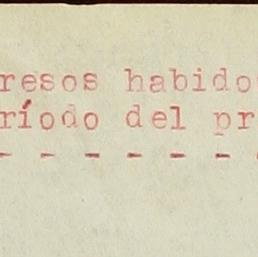 resos habido
ríodo del pr
- - - - - -